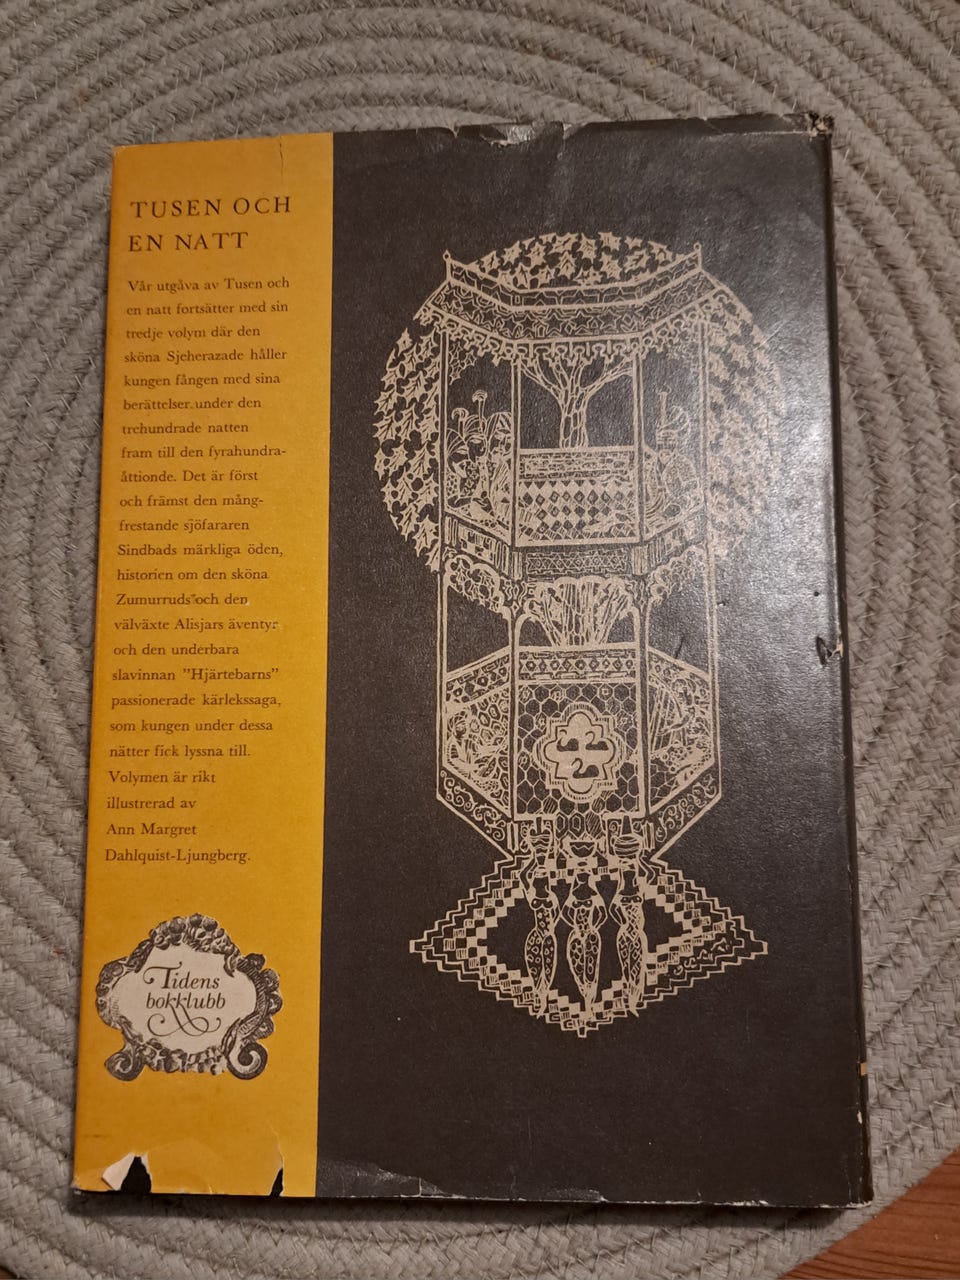 TUSEN OCH
EN NATT
Vår utgåva av Tusen och
en natt fortsätter med sin
tredje volym där den
sköna Sjeherazade håller
kungen fången med sina
berättelser under den
trehundrade natten
fram till den fyrahundra-
åttionde. Det är först
och främst den mång-
frestande sjöfararen
Sindbads märkliga öden,
historien om den sköna
Zumurruds och den
välväxte Alisjars äventyr
och den underbara
slavinnan ”Hjärtebarns”
passionerade kärlekssaga,
som kungen under dessa
nätter fick lyssna till.
Volymen är rikt
illustrerad av
Ann Margret
Dahlquist-Ljungberg.
Tidens
bokklubb